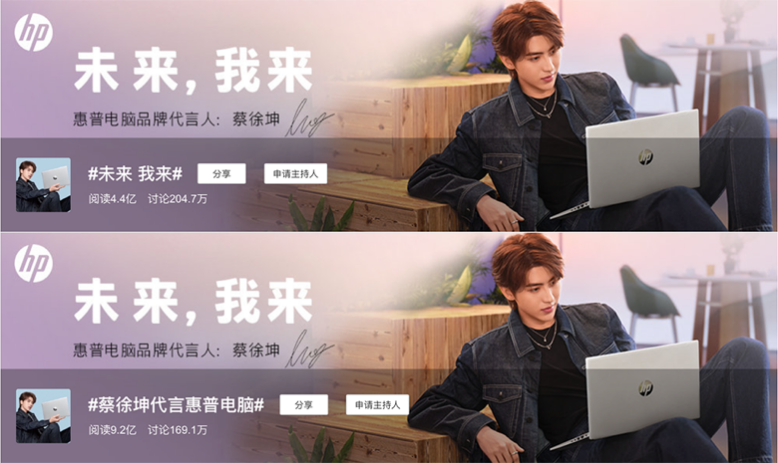 hp
未来，我来
惠普电脑品牌代言人：蔡徐坤
#未来 我来# 分享 申请主持人
阅读4.4亿 讨论204.7万
hp
hp
未来，我来
惠普电脑品牌代言人：蔡徐坤
#蔡徐坤代言惠普电脑# 分享 申请主持人
阅读9.2亿 讨论169.1万
hp